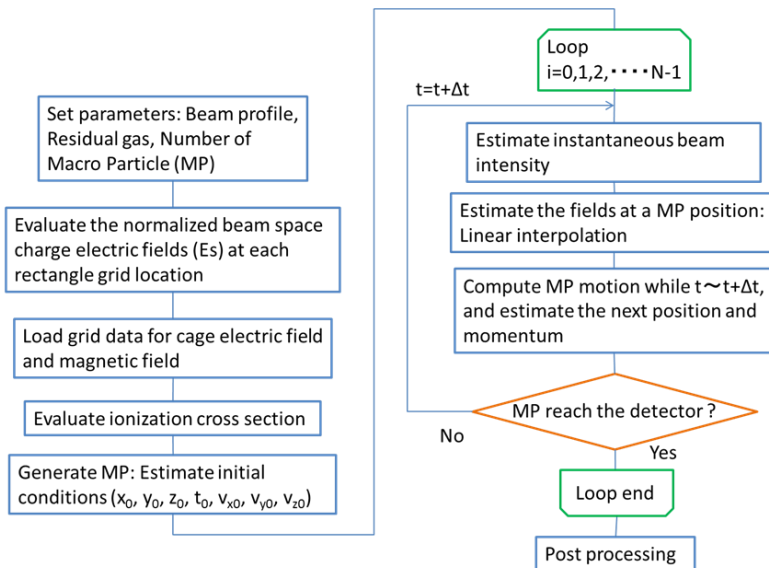 Set parameters: Beam profile,
Residual gas, Number of
Macro Particle (MP)
Evaluate the normalized beam space
charge electric fields (Es) at each
rectangle grid location
Load grid data for cage electric field
and magnetic field
Evaluate ionization cross section
Generate MP: Estimate initial
conditions (x₀, y₀, z₀, t₀, vₓ₀, v_y0, v_z0)
Loop
i=0,1,2,････N-1
t=t+Δt
Estimate instantaneous beam
intensity
Estimate the fields at a MP position:
Linear interpolation
Compute MP motion while t～t+Δt,
and estimate the next position and
momentum
MP reach the detector ?
No
Yes
Loop end
Post processing